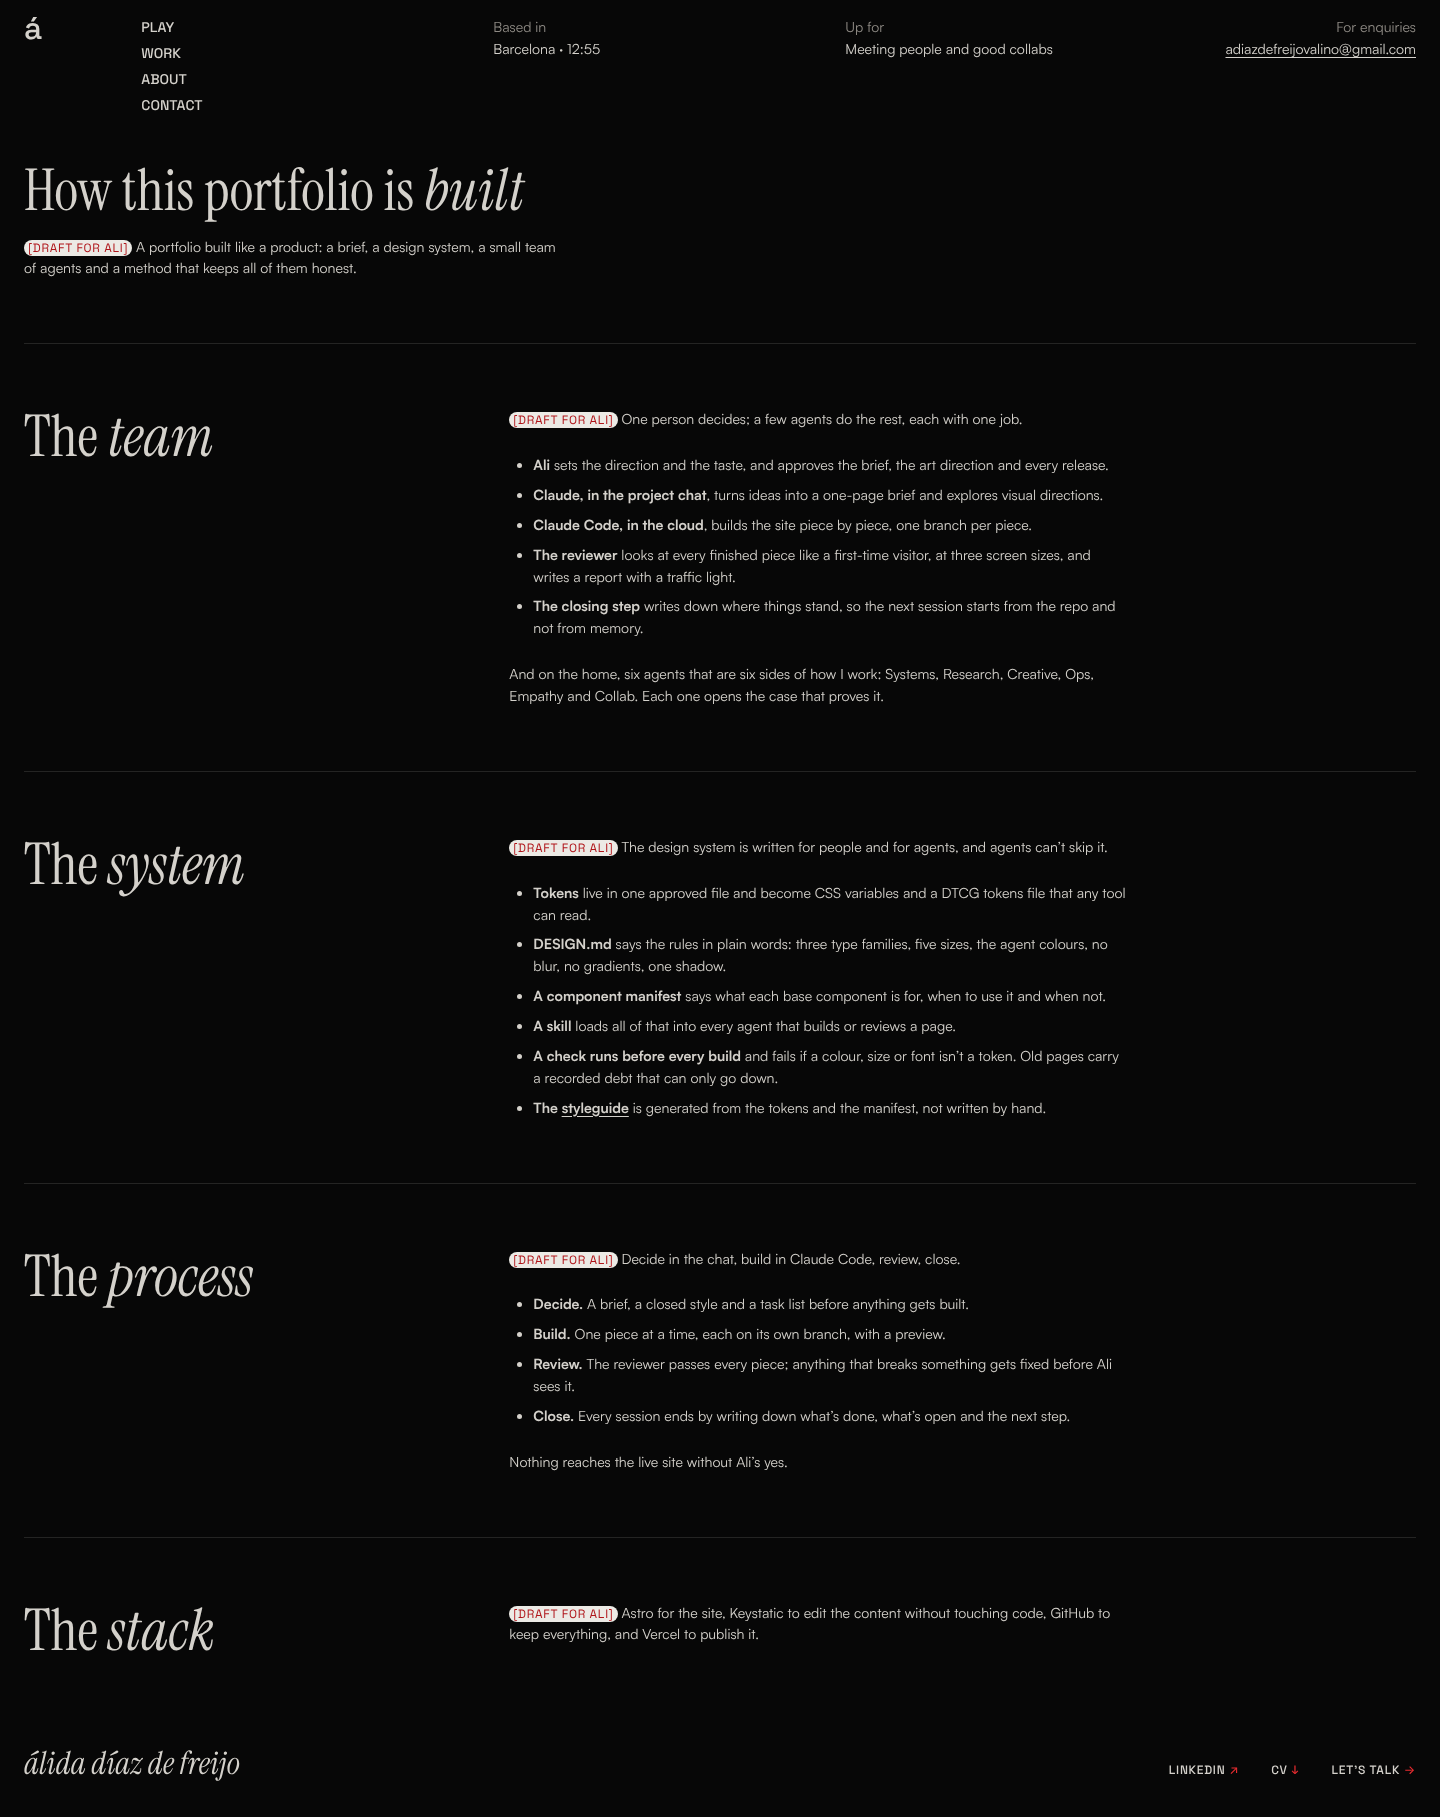 á
PLAY
WORK
ABOUT
CONTACT
Based in
Barcelona · 12:55
Up for
Meeting people and good collabs
For enquiries
adiazdefreijovalino@gmail.com
How this portfolio is built
[DRAFT FOR ALI] A portfolio built like a product: a brief, a design system, a small team
of agents and a method that keeps all of them honest.
The team
[DRAFT FOR ALI] One person decides; a few agents do the rest, each with one job.
• Ali sets the direction and the taste, and approves the brief, the art direction and every release.
• Claude, in the project chat, turns ideas into a one-page brief and explores visual directions.
• Claude Code, in the cloud, builds the site piece by piece, one branch per piece.
• The reviewer looks at every finished piece like a first-time visitor, at three screen sizes, and
writes a report with a traffic light.
• The closing step writes down where things stand, so the next session starts from the repo and
not from memory.
And on the home, six agents that are six sides of how I work: Systems, Research, Creative, Ops,
Empathy and Collab. Each one opens the case that proves it.
The system
[DRAFT FOR ALI] The design system is written for people and for agents, and agents can’t skip it.
• Tokens live in one approved file and become CSS variables and a DTCG tokens file that any tool
can read.
• DESIGN.md says the rules in plain words: three type families, five sizes, the agent colours, no
blur, no gradients, one shadow.
• A component manifest says what each base component is for, when to use it and when not.
• A skill loads all of that into every agent that builds or reviews a page.
• A check runs before every build and fails if a colour, size or font isn’t a token. Old pages carry
a recorded debt that can only go down.
• The styleguide is generated from the tokens and the manifest, not written by hand.
The process
[DRAFT FOR ALI] Decide in the chat, build in Claude Code, review, close.
• Decide. A brief, a closed style and a task list before anything gets built.
• Build. One piece at a time, each on its own branch, with a preview.
• Review. The reviewer passes every piece; anything that breaks something gets fixed before Ali
sees it.
• Close. Every session ends by writing down what’s done, what’s open and the next step.
Nothing reaches the live site without Ali’s yes.
The stack
[DRAFT FOR ALI] Astro for the site, Keystatic to edit the content without touching code, GitHub to
keep everything, and Vercel to publish it.
álida díaz de freijo
LINKEDIN ↗
CV ↓
LET’S TALK →